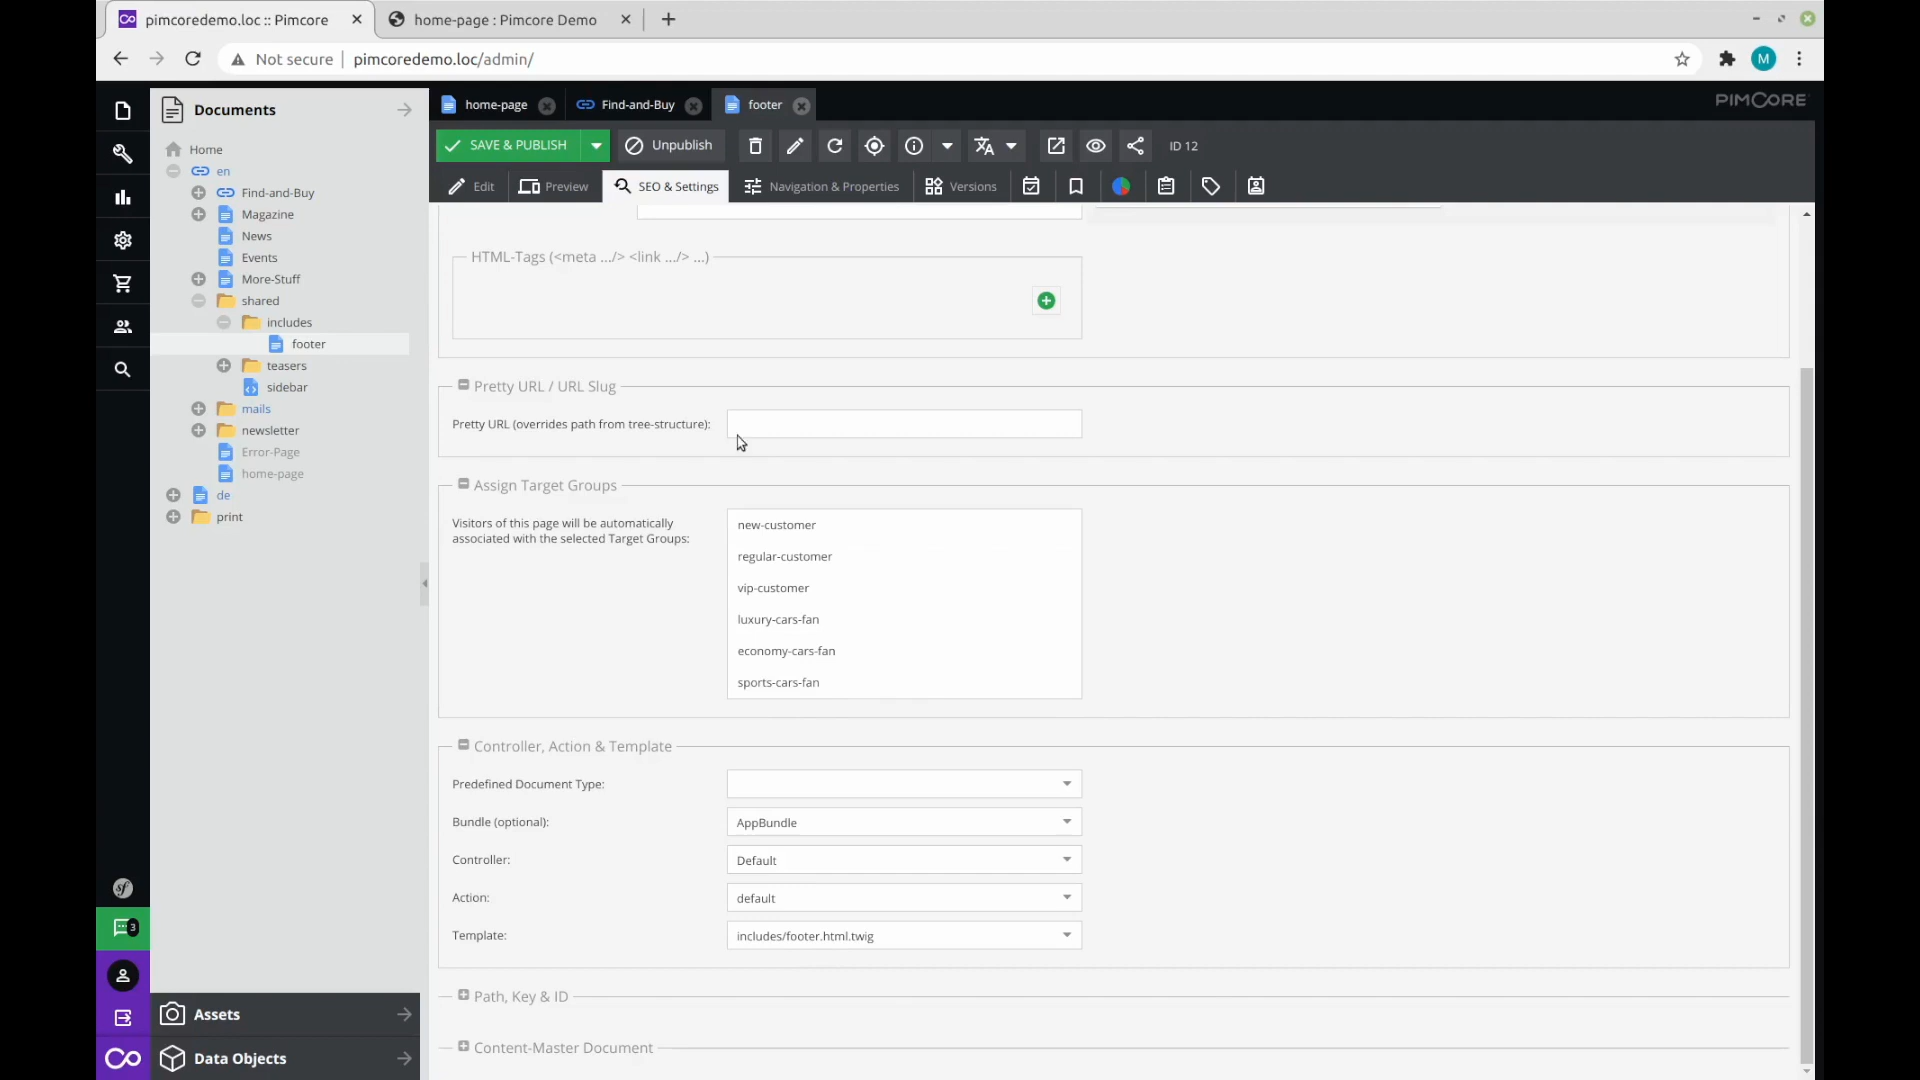 pimcoredemo.loc :: Pimcore
home-page : Pimcore Demo
Not secure
pimcoredemo.loc/admin/
M
Documents
home-page
Find-and-Buy
footer
PIMCORE
SAVE & PUBLISH
Unpublish
ID 12
Edit
Preview
SEO & Settings
Navigation & Properties
Versions
Home
en
Find-and-Buy
Magazine
News
Events
More-Stuff
shared
includes
footer
teasers
sidebar
mails
newsletter
Error-Page
home-page
de
print
HTML-Tags (<meta .../> <link .../> ...)
Pretty URL / URL Slug
Pretty URL (overrides path from tree-structure):
Assign Target Groups
Visitors of this page will be automatically
associated with the selected Target Groups:
new-customer
regular-customer
vip-customer
luxury-cars-fan
economy-cars-fan
sports-cars-fan
Controller, Action & Template
Predefined Document Type:
Bundle (optional):
AppBundle
Controller:
Default
Action:
default
Template:
includes/footer.html.twig
Path, Key & ID
Content-Master Document
sf
3
Assets
Data Objects